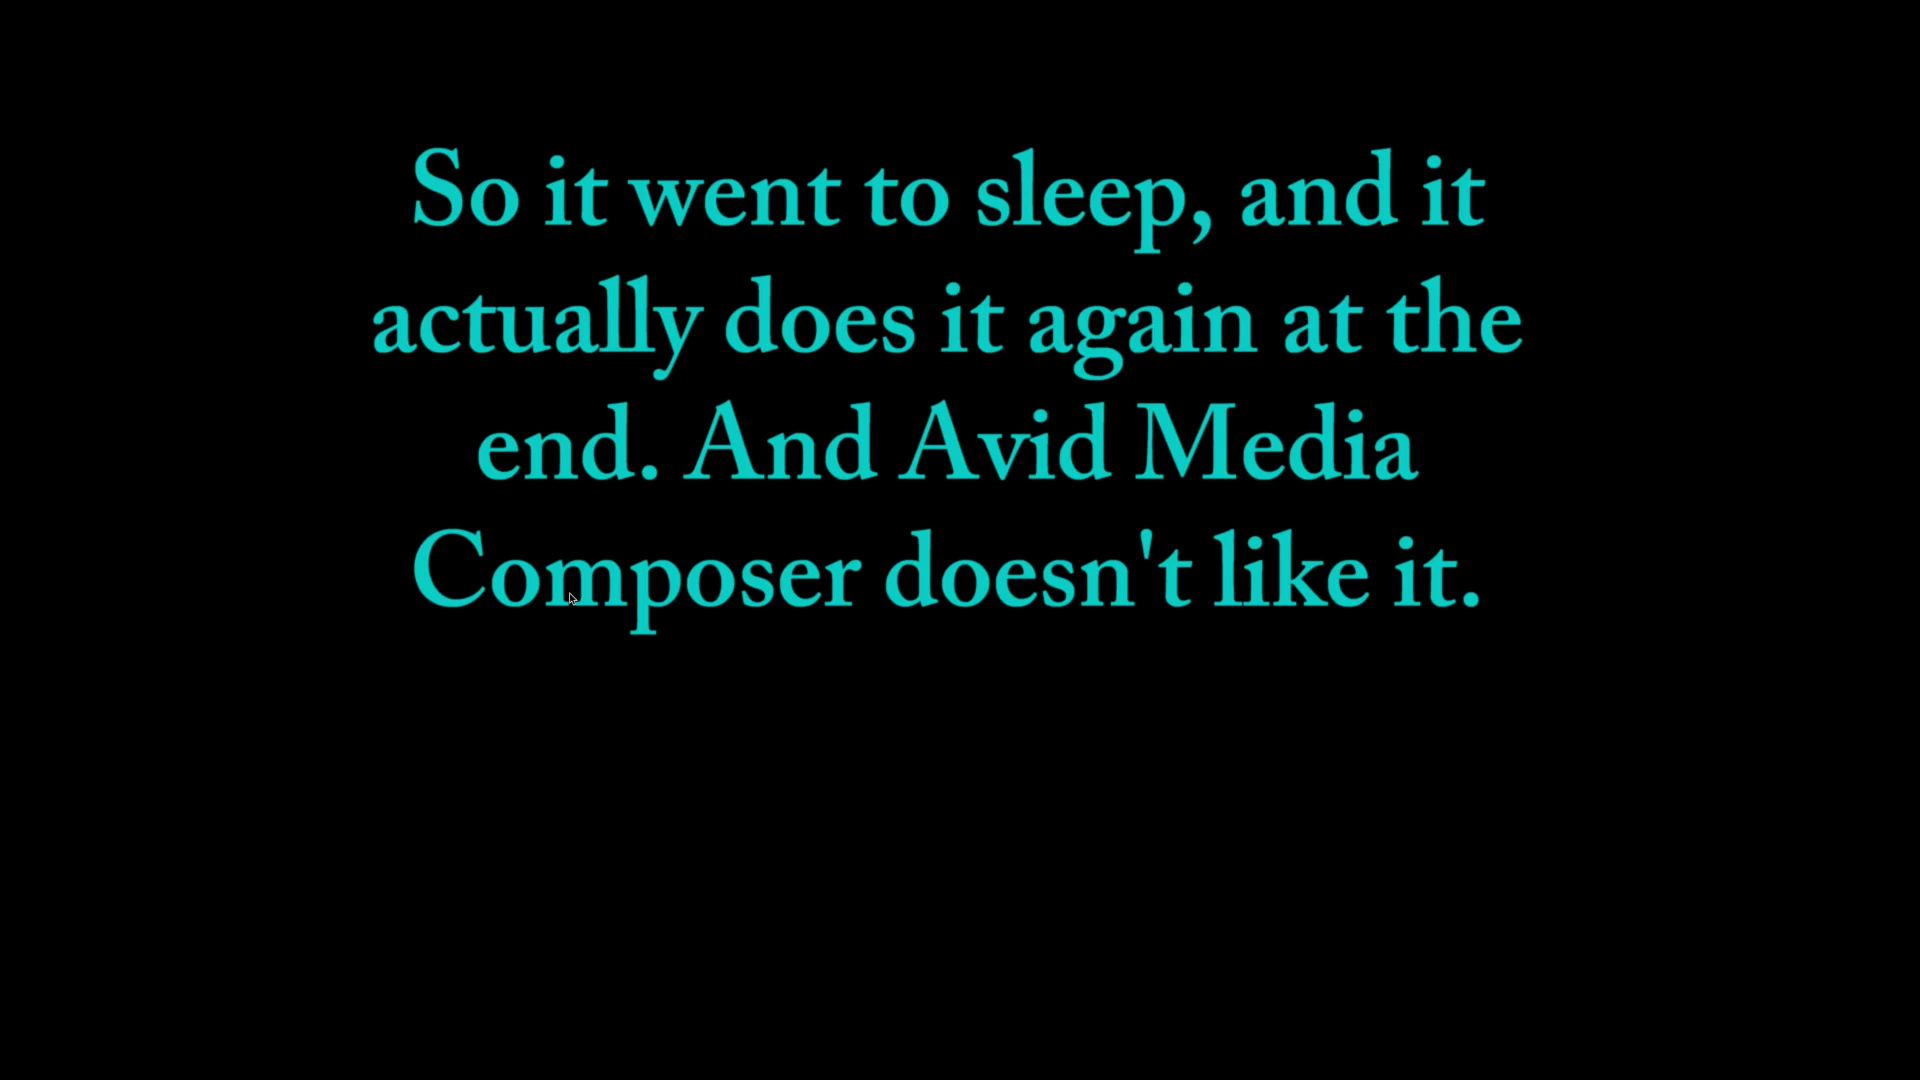 So it went to sleep, and it
actually does it again at the
end. And Avid Media
Composer doesn't like it.